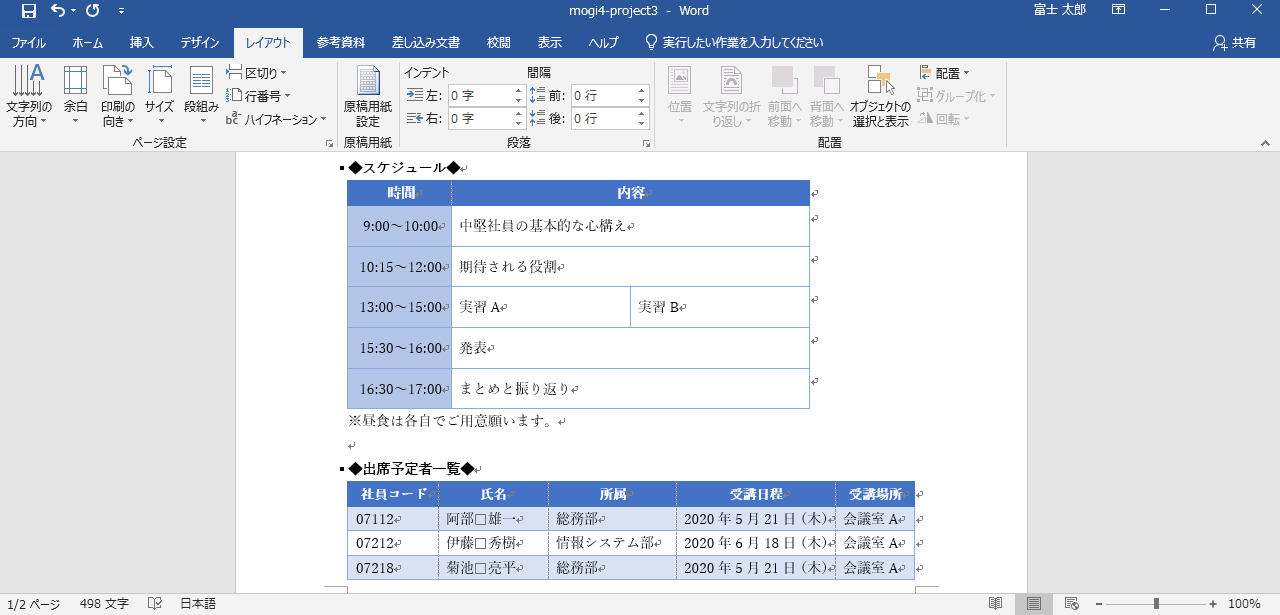 mogi4-project3 - Word
富士 太郎
ファイル ホーム 挿入 デザイン レイアウト 参考資料 差し込み文書 校閲 表示 ヘルプ 実行したい作業を入力してください 共有
文字列の方向 余白 印刷の向き サイズ 段組み
区切り
行番号
ハイフネーション
ページ設定
原稿用紙設定
原稿用紙
インデント 間隔
左: 0 字 前: 0 行
右: 0 字 後: 0 行
段落
位置 文字列の折り返し 前面へ移動 背面へ移動 オブジェクトの選択と表示
配置
グループ化
回転
配置
◆スケジュール◆
時間 内容
9:00～10:00 中堅社員の基本的な心構え
10:15～12:00 期待される役割
13:00～15:00 実習 A 実習 B
15:30～16:00 発表
16:30～17:00 まとめと振り返り
※昼食は各自でご用意願います。
◆出席予定者一覧◆
社員コード 氏名 所属 受講日程 受講場所
07112 阿部□雄一 総務部 2020 年 5 月 21 日（木） 会議室 A
07212 伊藤□秀樹 情報システム部 2020 年 6 月 18 日（木） 会議室 A
07218 菊池□亮平 総務部 2020 年 5 月 21 日（木） 会議室 A
1/2 ページ 498 文字 日本語 100%